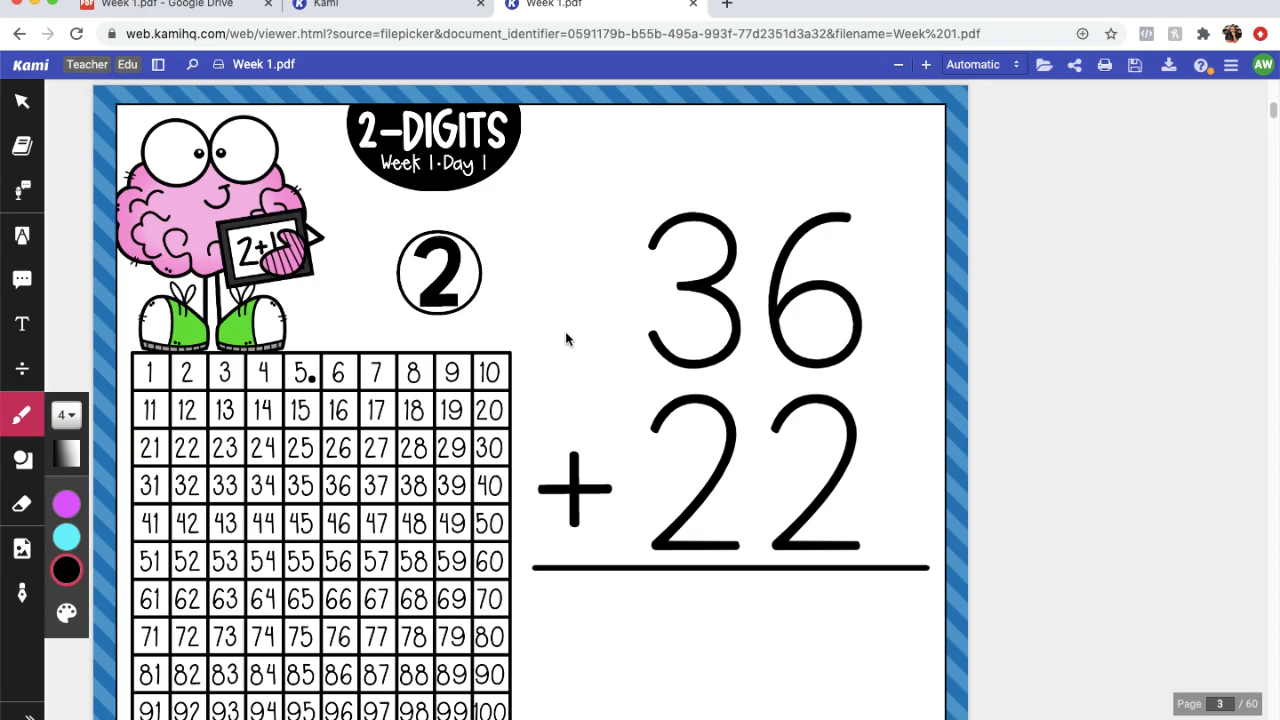 Week 1.pdf - Google Drive
Kami
Week 1.pdf
web.kamihq.com/web/viewer.html?source=filepicker&document_identifier=0591179b-b55b-495a-993f-77d2351d3a32&filename=Week%201.pdf
Kami Teacher Edu Week 1.pdf Automatic AW
2-DIGITS
Week 1•Day 1
2+1
2
36
+ 22
4
1 2 3 4 5. 6 7 8 9 10
11 12 13 14 15 16 17 18 19 20
21 22 23 24 25 26 27 28 29 30
31 32 33 34 35 36 37 38 39 40
41 42 43 44 45 46 47 48 49 50
51 52 53 54 55 56 57 58 59 60
61 62 63 64 65 66 67 68 69 70
71 72 73 74 75 76 77 78 79 80
81 82 83 84 85 86 87 88 89 90
91 92 93 94 95 96 97 98 99 100
Page 3 / 60